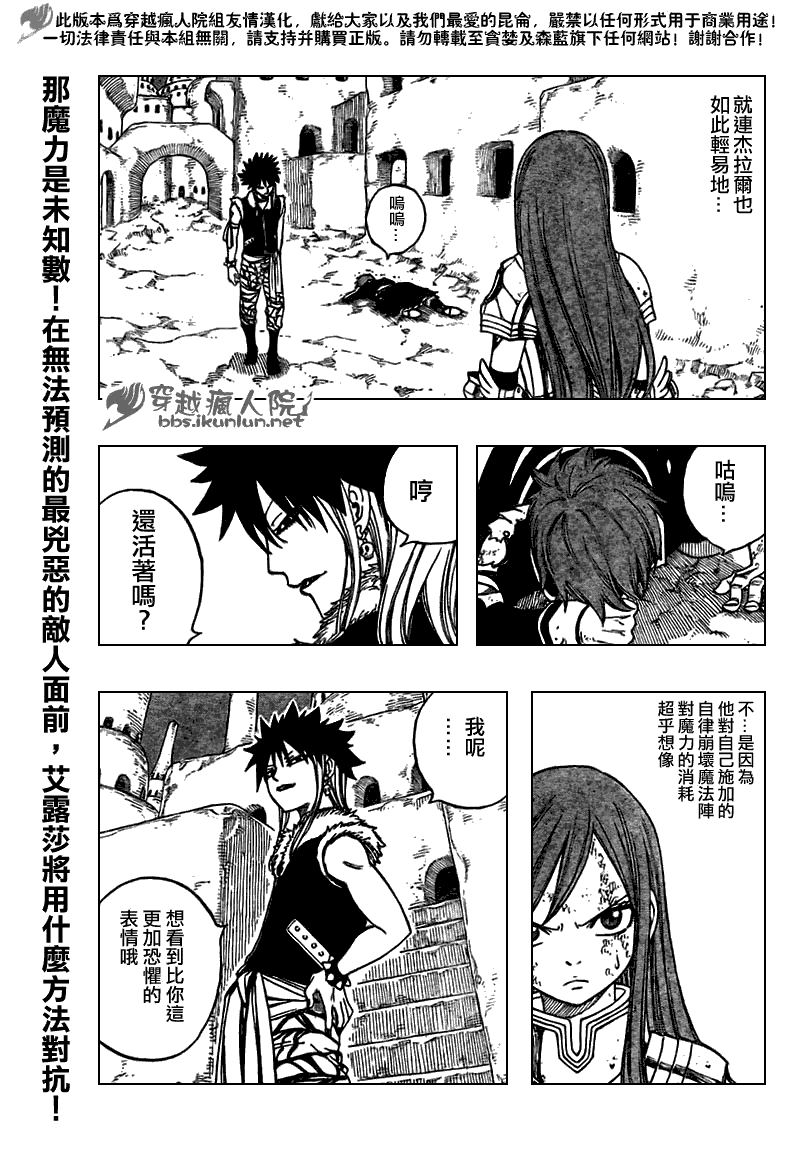 此版本爲穿越瘋人院組友情漢化，獻給大家以及我們最愛的昆侖，嚴禁以任何形式用于商業用途！
一切法律責任與本組無關，請支持并購買正版。請勿轉載至貪婪及森藍旗下任何網站！謝謝合作！
就連杰拉爾也
如此輕易地…
嗚嗚…
穿越瘋人院
bbs.ikunlun.net
咕嗚…
哼
還活著嗎？
不…是因為
他對自己施加的
自律崩壞魔法陣
對魔力的消耗
超乎想像
我呢
……
想看到比你這
更加恐懼的
表情哦
那魔力是未知數！在無法預測的最兇惡的敵人面前，艾露莎將用什麼方法對抗！